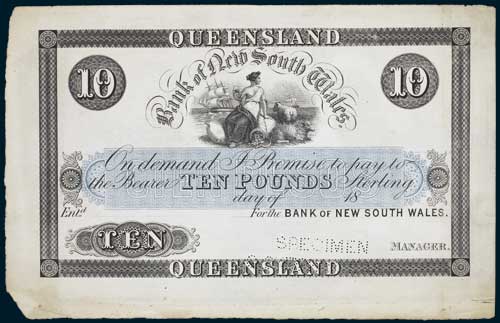 QUEENSLAND
10 Bank of New South Wales. 10
On demand I Promise to pay to
the Bearer TEN POUNDS Sterling
day of 18
Entd. For the BANK OF NEW SOUTH WALES.
TEN SPECIMEN MANAGER.
QUEENSLAND